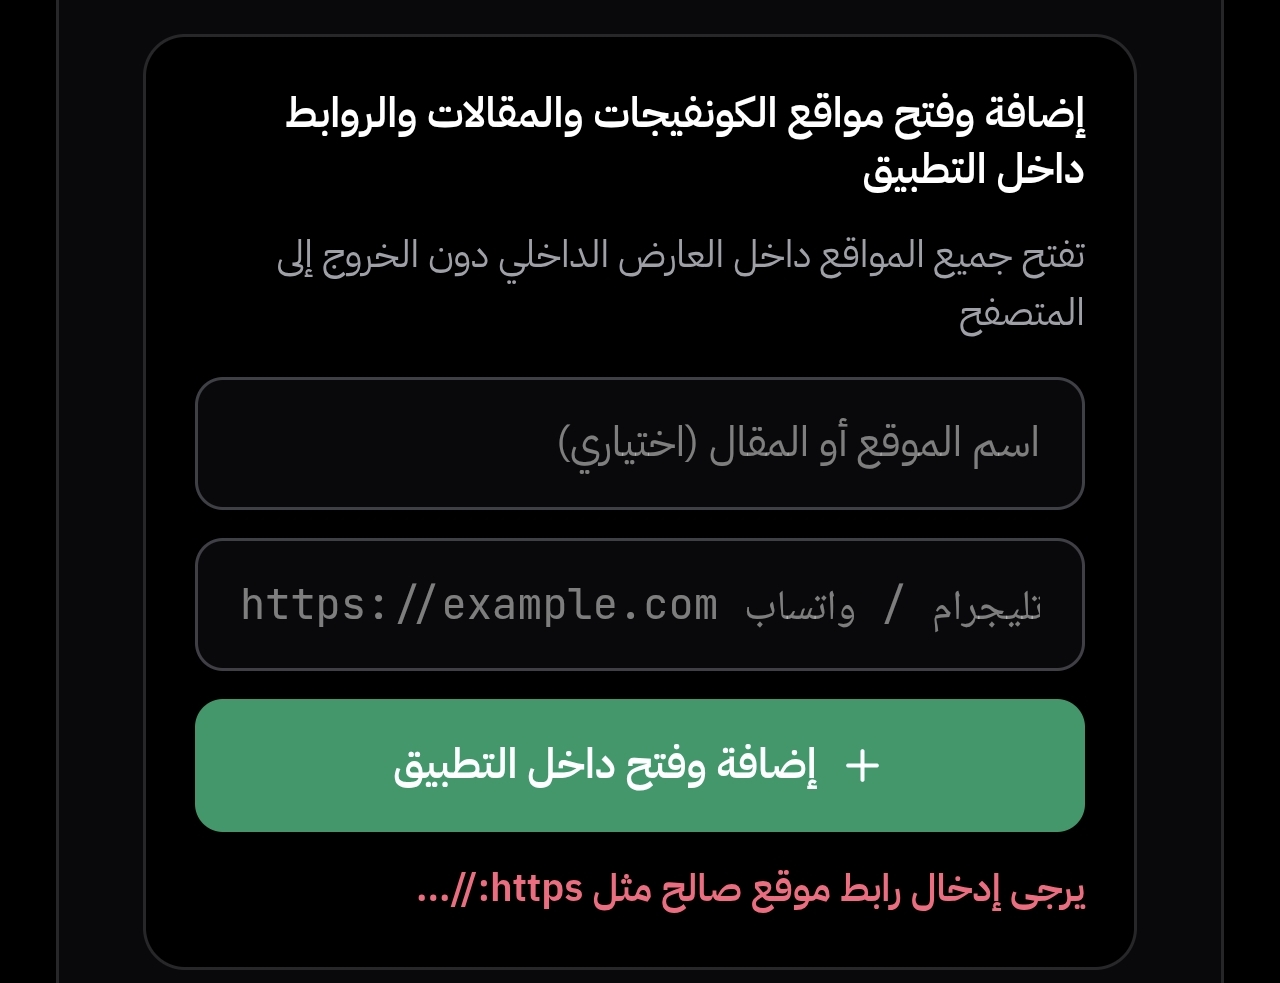 إضافة وفتح مواقع الكونفيجات والمقالات والروابط
داخل التطبيق
تفتح جميع المواقع داخل العارض الداخلي دون الخروج إلى
المتصفح
اسم الموقع أو المقال (اختياري)
https://example.com تليجرام / واتساب
+ إضافة وفتح داخل التطبيق
يرجى إدخال رابط موقع صالح مثل https://...